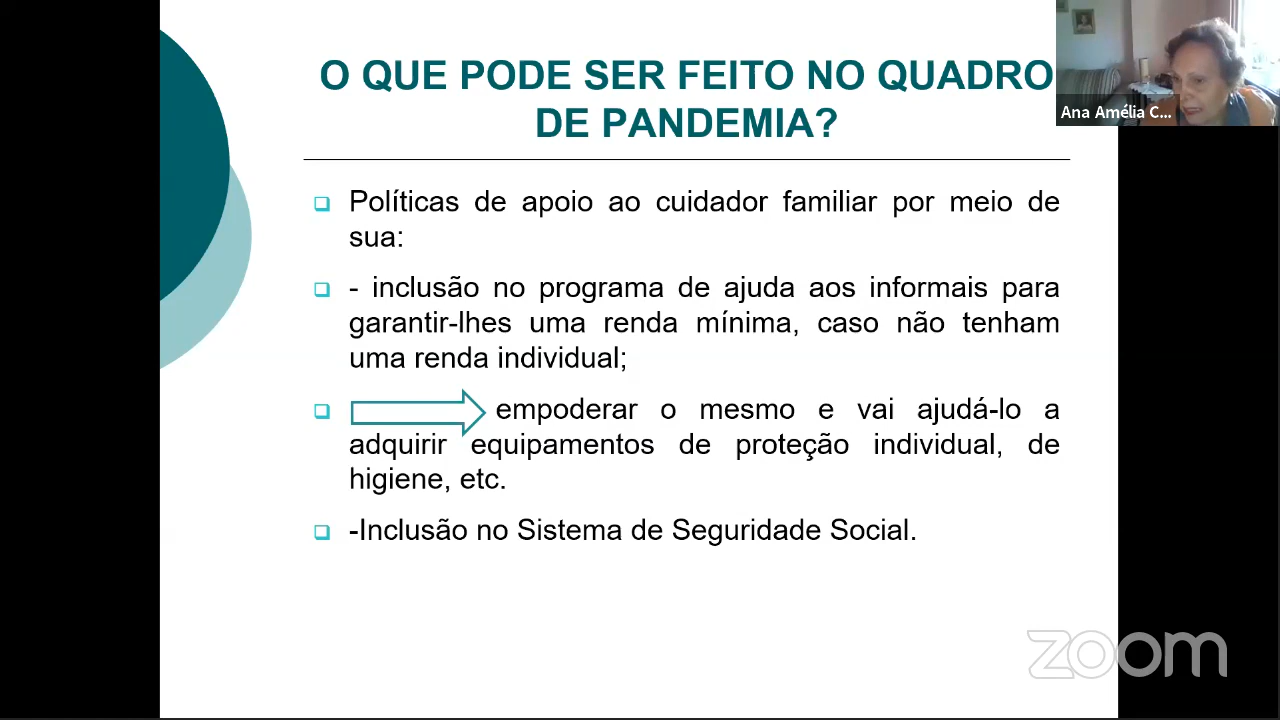 O QUE PODE SER FEITO NO QUADRO
DE PANDEMIA?
Ana Amélia C...
Políticas de apoio ao cuidador familiar por meio de
sua:
- inclusão no programa de ajuda aos informais para
garantir-lhes uma renda mínima, caso não tenham
uma renda individual;
empoderar o mesmo e vai ajudá-lo a
adquirir equipamentos de proteção individual, de
higiene, etc.
-Inclusão no Sistema de Seguridade Social.
zoom